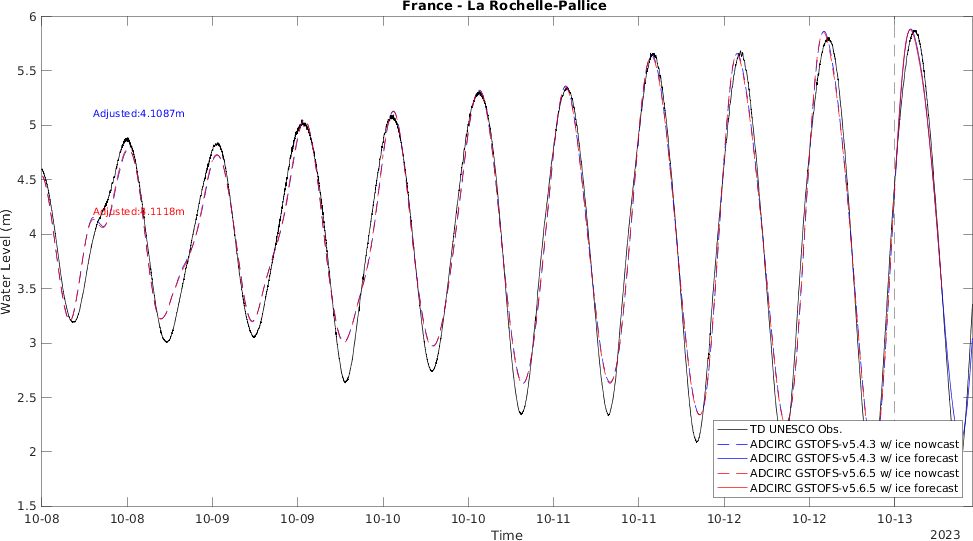 France - La Rochelle-Pallice
6
5.5
5
4.5
4
3.5
3
2.5
2
1.5
Water Level (m)
Adjusted:4.1087m
Adjusted:4.1118m
TD UNESCO Obs.
ADCIRC GSTOFS-v5.4.3 w/ ice nowcast
ADCIRC GSTOFS-v5.4.3 w/ ice forecast
ADCIRC GSTOFS-v5.6.5 w/ ice nowcast
ADCIRC GSTOFS-v5.6.5 w/ ice forecast
10-08 10-08 10-09 10-09 10-10 10-10 10-11 10-11 10-12 10-12 10-13
Time
2023